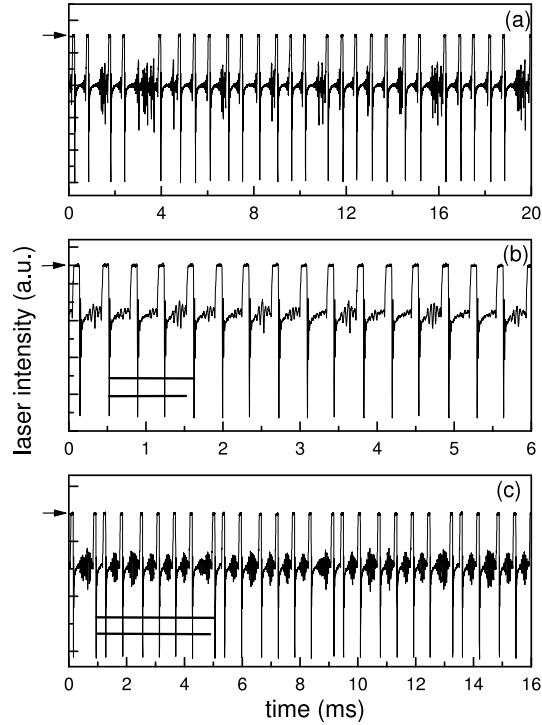 (a)
0 4 8 12 16 20
(b)
laser intensity (a.u.)
0 1 2 3 4 5 6
(c)
0 2 4 6 8 10 12 14 16
time (ms)